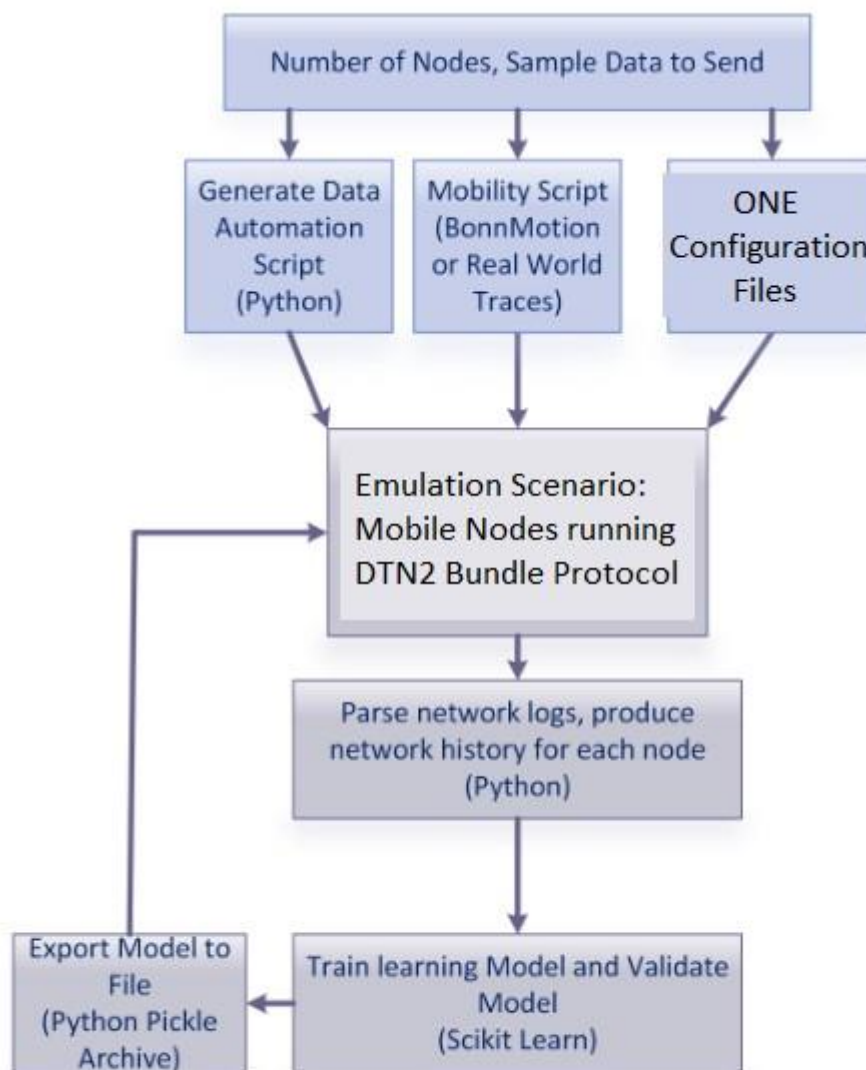 Number of Nodes, Sample Data to Send
Generate Data
Automation
Script
(Python)
Mobility Script
(BonnMotion
or Real World
Traces)
ONE
Configuration
Files
Emulation Scenario:
Mobile Nodes running
DTN2 Bundle Protocol
Parse network logs, produce
network history for each node
(Python)
Export Model to
File
(Python Pickle
Archive)
Train learning Model and Validate
Model
(Scikit Learn)